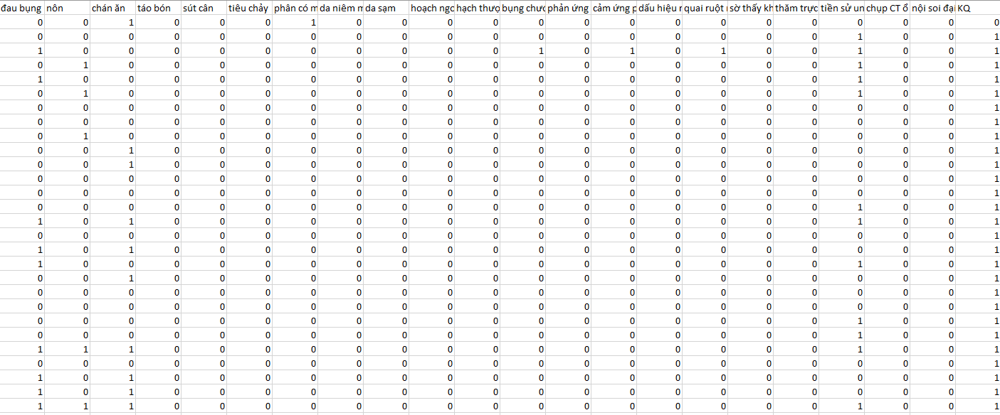 đau bụng nôn chán ăn táo bón sút cân tiêu chảy phân có da niêm da sạm hoạch hạch bụng phản ứng cảm ứng dấu hiệu quai ruột sờ thấy thăm trực tiền sử chụp CT ổ nội soi đại KQ
0 0 1 0 0 0 1 0 0 0 0 0 0 0 0 0 0 0 0 0 0 0
0 0 0 0 0 0 0 0 0 0 0 0 0 0 0 0 0 0 1 0 0 1
1 0 0 0 0 0 0 0 0 0 0 1 0 1 0 1 0 0 1 0 0 1
0 1 0 0 0 0 0 0 0 0 0 0 0 0 0 0 0 0 1 0 0 1
1 0 0 0 0 0 0 0 0 0 0 0 0 0 0 0 0 0 1 0 0 1
0 1 0 0 0 0 0 0 0 0 0 0 0 0 0 0 0 0 1 0 0 1
0 0 0 0 0 0 0 0 0 0 0 0 0 0 0 0 0 0 0 0 0 1
0 0 0 0 0 0 0 0 0 0 0 0 0 0 0 0 0 0 0 0 0 1
0 1 0 0 0 0 0 0 0 0 0 0 0 0 0 0 0 0 0 0 0 1
0 0 1 0 0 0 0 0 0 0 0 0 0 0 0 0 0 0 0 0 0 1
0 0 1 0 0 0 0 0 0 0 0 0 0 0 0 0 0 0 0 0 0 1
0 0 0 0 0 0 0 0 0 0 0 0 0 0 0 0 0 0 0 0 0 1
0 0 0 0 0 0 0 0 0 0 0 0 0 0 0 0 0 0 0 0 0 1
0 0 0 0 0 0 0 0 0 0 0 0 0 0 0 0 0 0 1 0 0 1
1 0 1 0 0 0 0 0 0 0 0 0 0 0 0 0 0 0 1 0 0 1
0 0 0 0 0 0 0 0 0 0 0 0 0 0 0 0 0 0 0 0 0 1
1 0 1 0 0 0 0 0 0 0 0 0 0 0 0 0 0 0 0 0 0 1
1 0 0 0 0 0 0 0 0 0 0 0 0 0 0 0 0 0 1 0 0 1
0 0 1 0 0 0 0 0 0 0 0 0 0 0 0 0 0 0 0 0 0 1
0 0 0 0 0 0 0 0 0 0 0 0 0 0 0 0 0 0 0 0 0 1
0 0 0 0 0 0 0 0 0 0 0 0 0 0 0 0 0 0 0 0 0 1
0 0 0 0 0 0 0 0 0 0 0 0 0 0 0 0 0 0 1 0 0 1
0 0 0 0 0 0 0 0 0 0 0 0 0 0 0 0 0 0 1 0 0 1
1 1 1 0 0 0 0 0 0 0 0 0 0 0 0 0 0 0 1 0 0 1
0 0 0 0 0 0 0 0 0 0 0 0 0 0 0 0 0 0 0 0 0 1
1 0 1 0 0 0 0 0 0 0 0 0 0 0 0 0 0 0 0 0 0 1
1 0 1 0 0 0 0 0 0 0 0 0 0 0 0 0 0 0 0 0 0 1
1 1 1 0 0 0 0 0 0 0 0 0 0 0 0 0 0 0 1 0 0 1